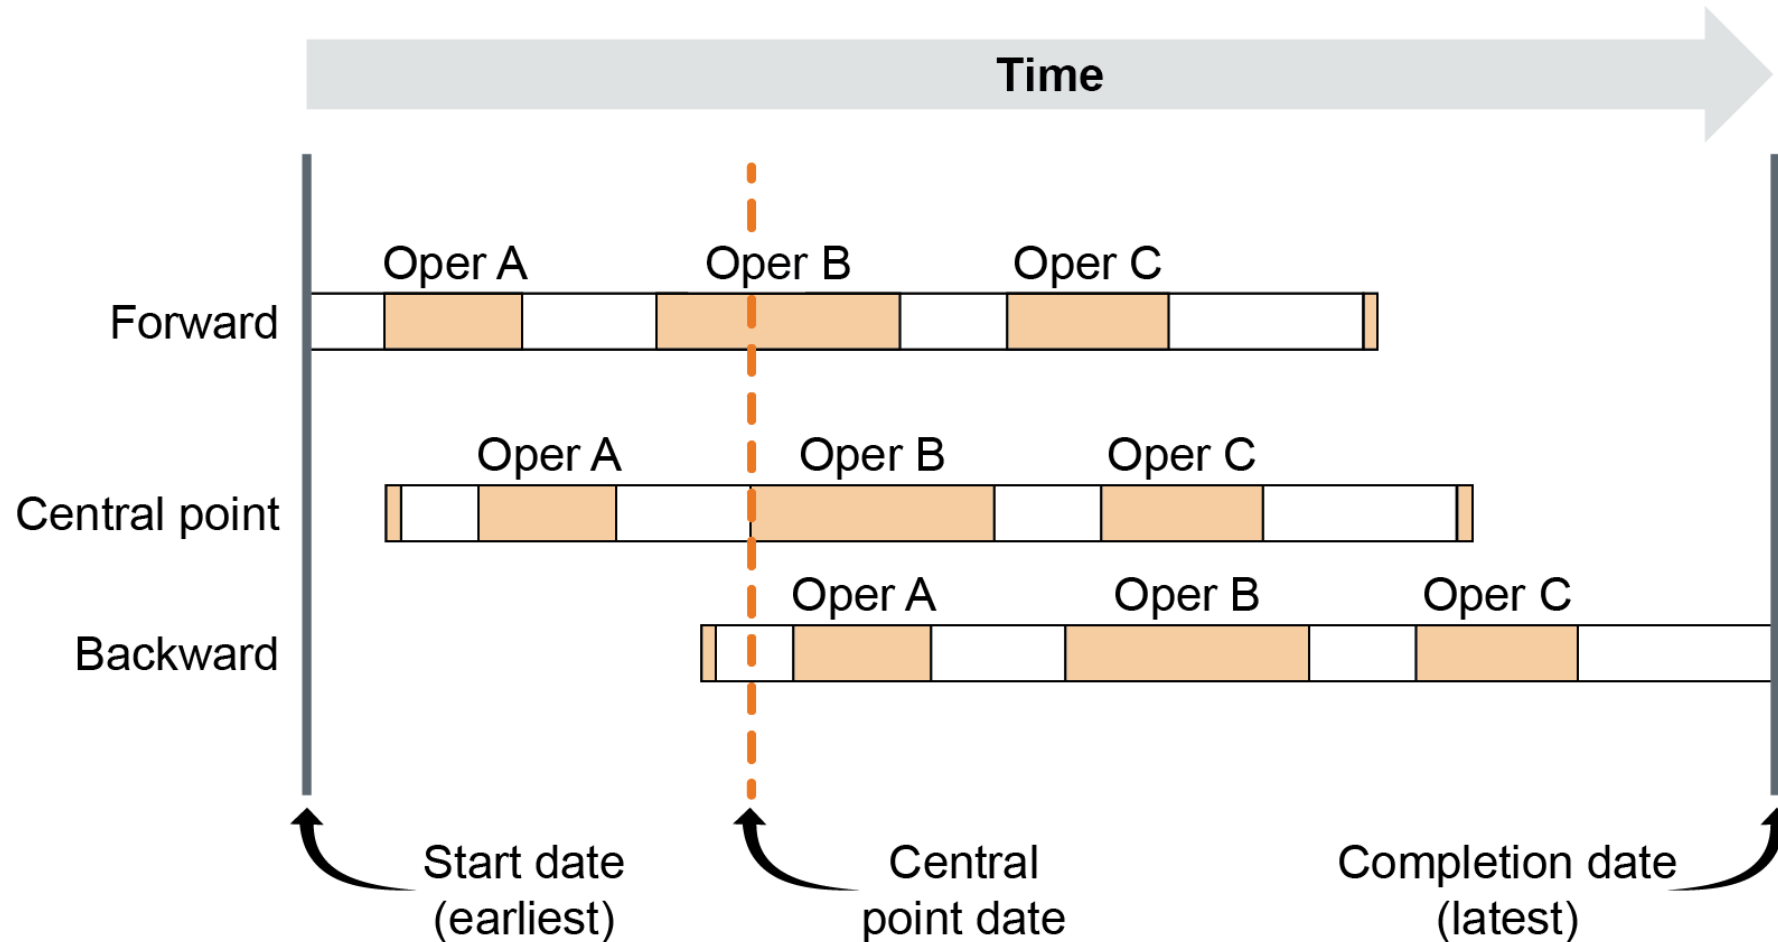 Time
Oper A Oper B Oper C
Forward
Oper A Oper B Oper C
Central point
Oper A Oper B Oper C
Backward
Start date
(earliest)
Central
point date
Completion date
(latest)